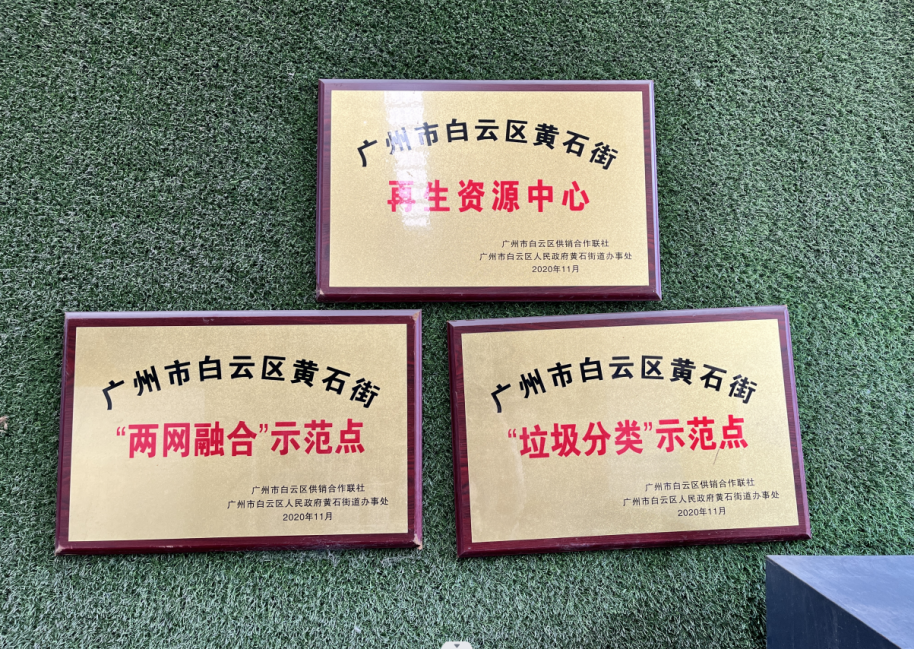 广州市白云区黄石街
再生资源中心
广州市白云区供销合作联社
广州市白云区人民政府黄石街道办事处
2020年11月
广州市白云区黄石街
“两网融合”示范点
广州市白云区供销合作联社
广州市白云区人民政府黄石街道办事处
2020年11月
广州市白云区黄石街
“垃圾分类”示范点
广州市白云区供销合作联社
广州市白云区人民政府黄石街道办事处
2020年11月